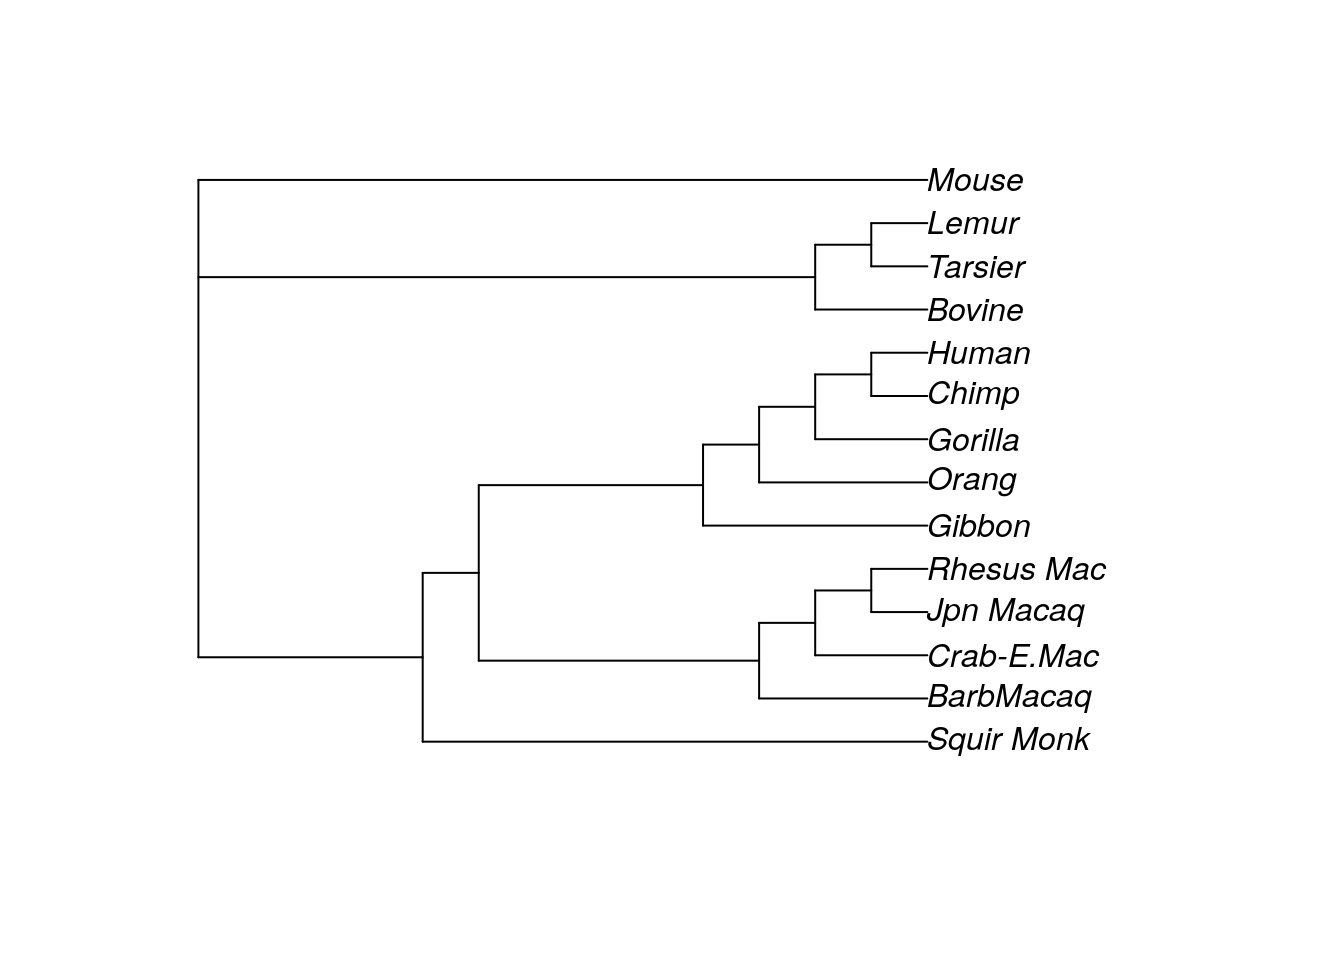 Mouse
Lemur
Tarsier
Bovine
Human
Chimp
Gorilla
Orang
Gibbon
Rhesus Mac
Jpn Macaq
Crab-E.Mac
BarbMacaq
Squir Monk